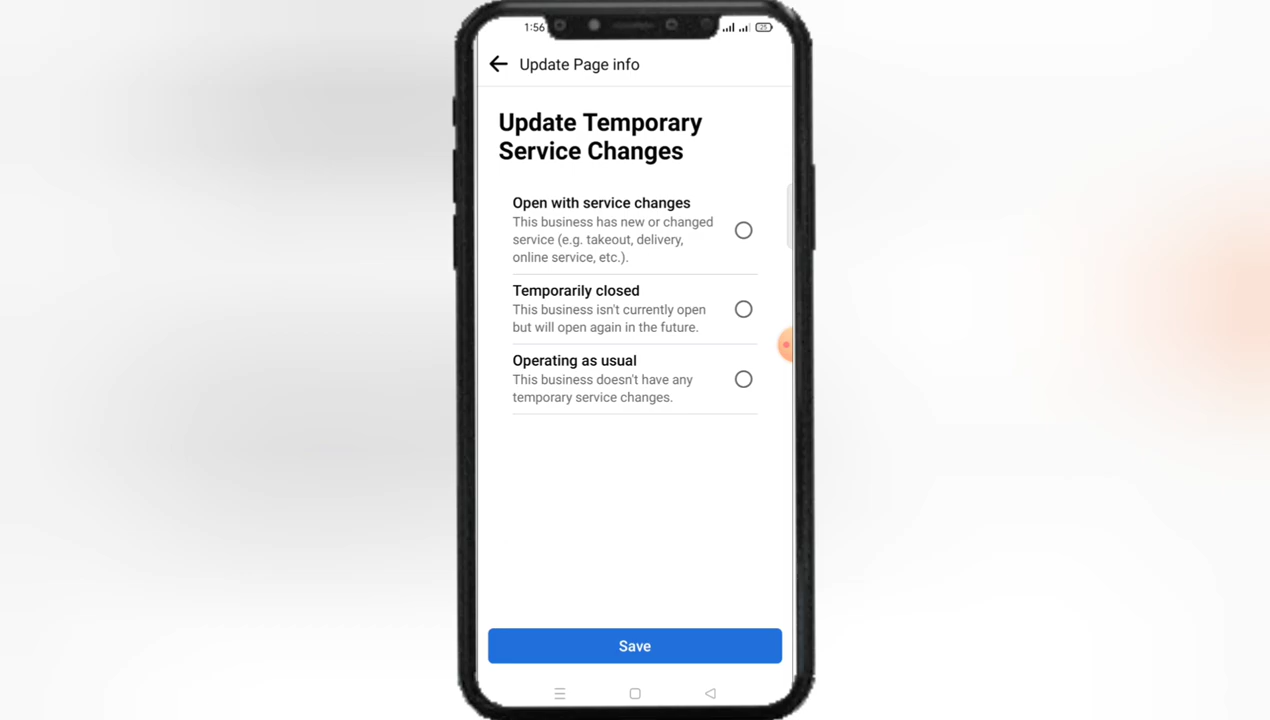 1:56
25
Update Page info
Update Temporary
Service Changes
Open with service changes
This business has new or changed
service (e.g. takeout, delivery,
online service, etc.).
Temporarily closed
This business isn't currently open
but will open again in the future.
Operating as usual
This business doesn't have any
temporary service changes.
Save